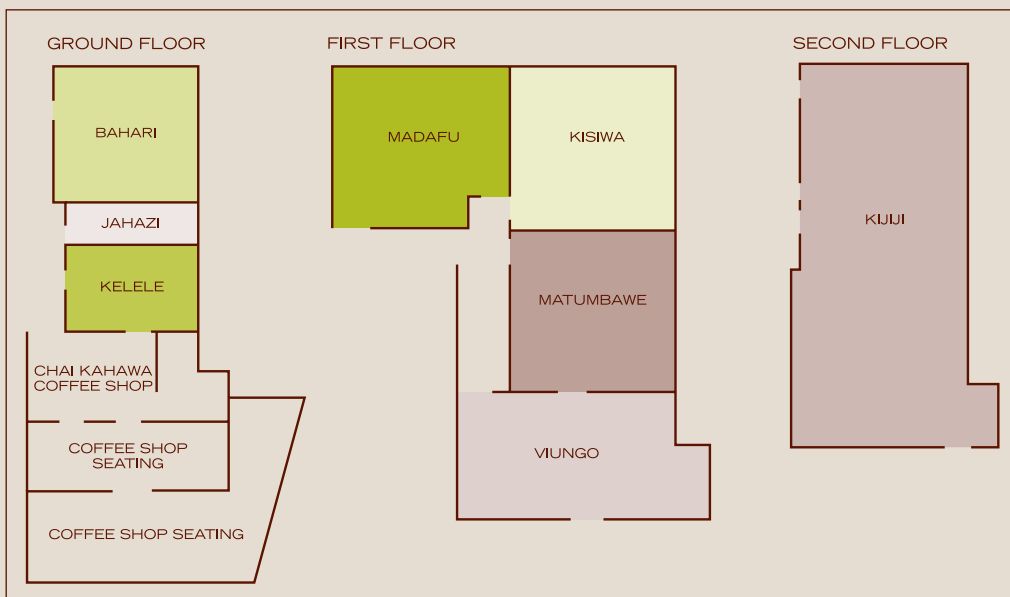 GROUND FLOOR
BAHARI
JAHAZI
KELELE
CHAI KAHAWA
COFFEE SHOP
COFFEE SHOP
SEATING
COFFEE SHOP SEATING
FIRST FLOOR
MADAFU
KISIWA
MATUMBAWE
VIUNGO
SECOND FLOOR
KIJIJI